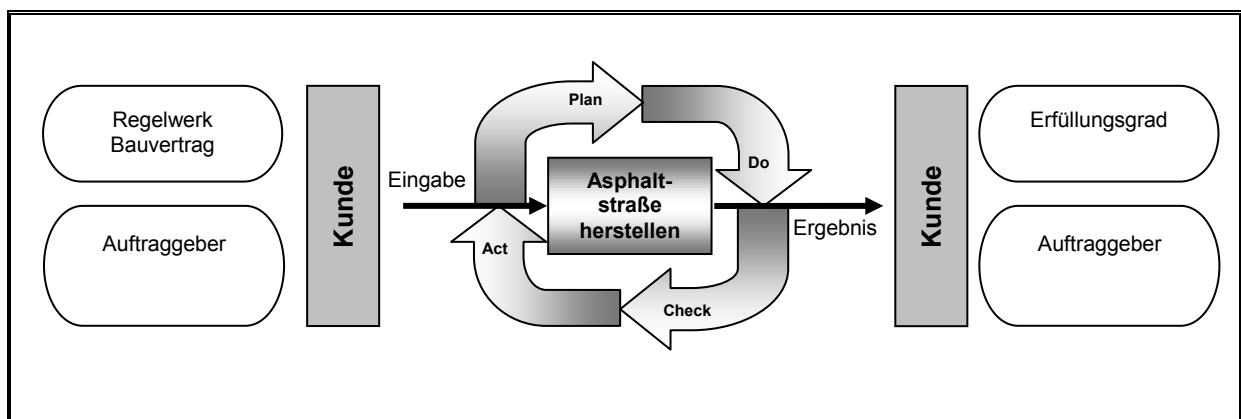 Regelwerk
Bauvertrag
Auftraggeber
Kunde
Eingabe
Plan
Do
Asphalt-
straße
herstellen
Act
Check
Ergebnis
Kunde
Erfüllungsgrad
Auftraggeber